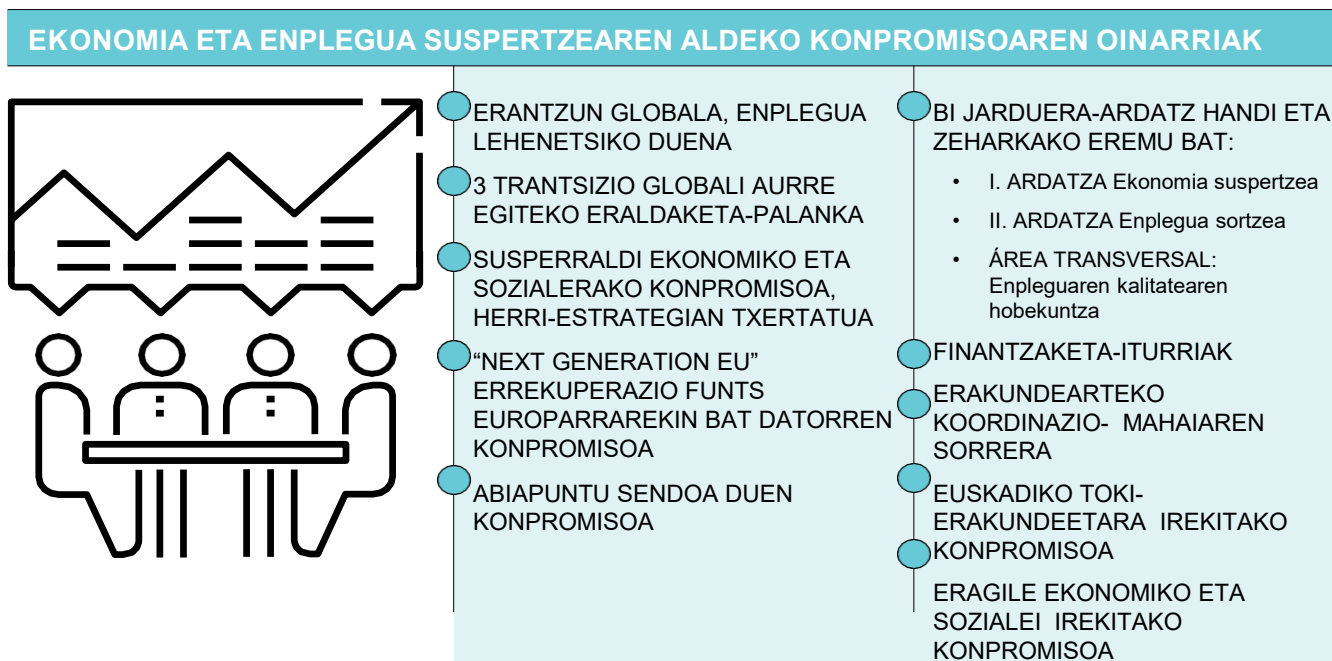 EKONOMIA ETA ENPLEGUA SUSPERTZEAREN ALDEKO KONPROMISOAREN OINARRIAK
ERANTZUN GLOBALA, ENPLEGUA
LEHENETSIKO DUENA
3 TRANTSIZIO GLOBALI AURRE
EGITEKO ERALDAKETA-PALANKA
SUSPERRALDI EKONOMIKO ETA
SOZIALERAKO KONPROMISOA,
HERRI-ESTRATEGIAN TXERTATUA
“NEXT GENERATION EU”
ERREKUPERAZIO FUNTS
EUROPARRAREKIN BAT DATORREN
KONPROMISOA
ABIAPUNTU SENDOA DUEN
KONPROMISOA
BI JARDUERA-ARDATZ HANDI ETA
ZEHARKAKO EREMU BAT:
• I. ARDATZA Ekonomia suspertzea
• II. ARDATZA Enplegua sortzea
• ÁREA TRANSVERSAL:
Enpleguaren kalitatearen
hobekuntza
FINANTZAKETA-ITURRIAK
ERAKUNDEARTEKO
KOORDINAZIO- MAHAIAREN
SORRERA
EUSKADIKO TOKI-
ERAKUNDEETARA IREKITAKO
KONPROMISOA
ERAGILE EKONOMIKO ETA
SOZIALEI IREKITAKO
KONPROMISOA